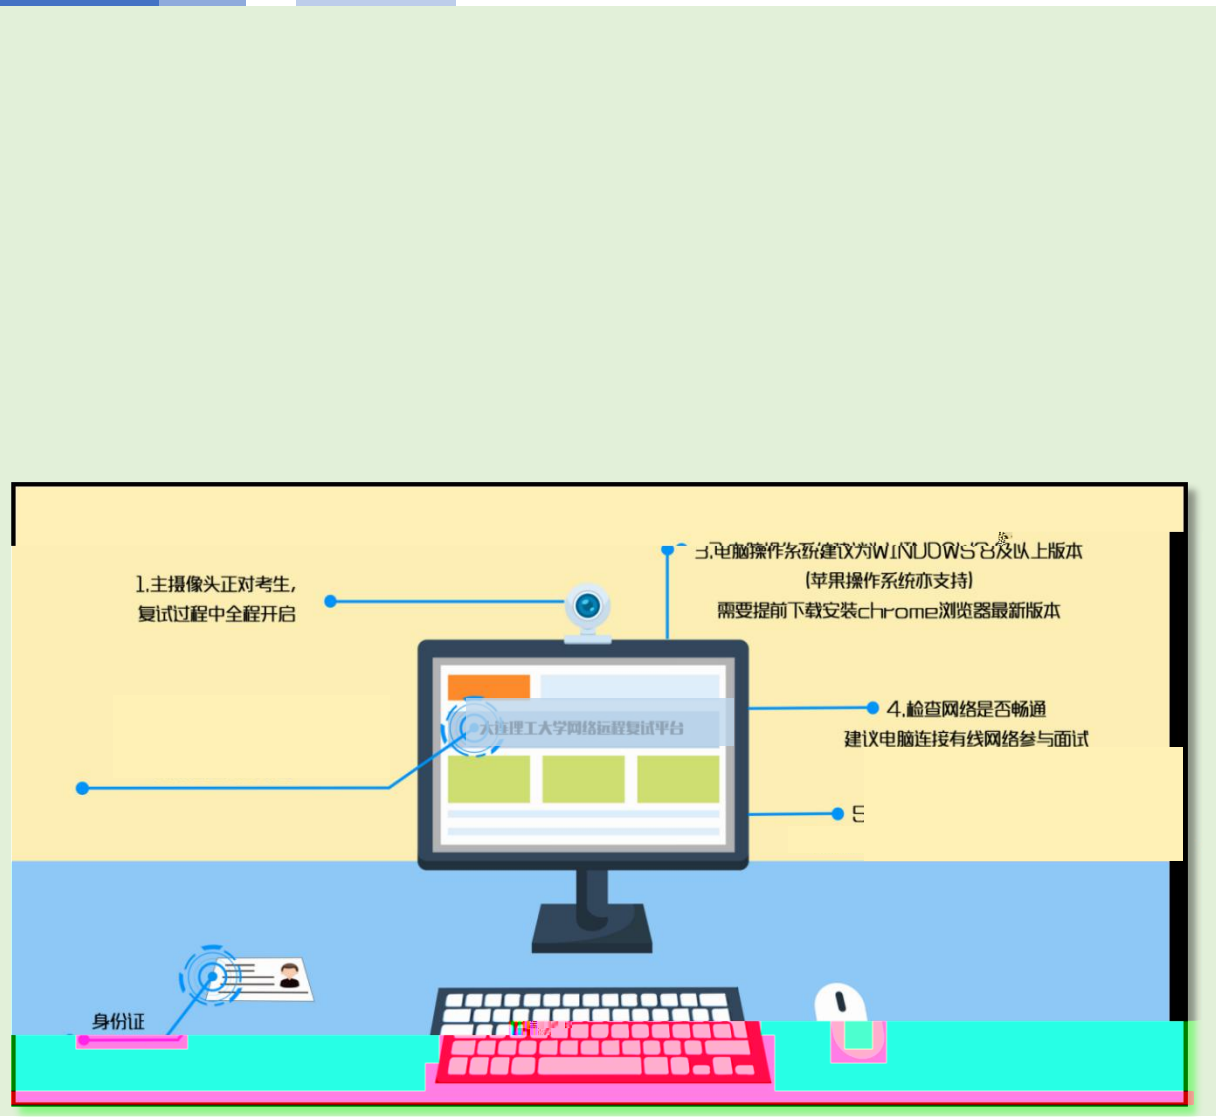 3.电脑操作系统建议为WINDOWS 8及以上版本
(苹果操作系统亦支持)
需要提前下载安装chrome浏览器最新版本
1.主摄像头正对考生,
复试过程中全程开启
4.检查网络是否畅通
建议电脑连接有线网络参与面试
大连理工大学网络远程复试平台
5
身份证